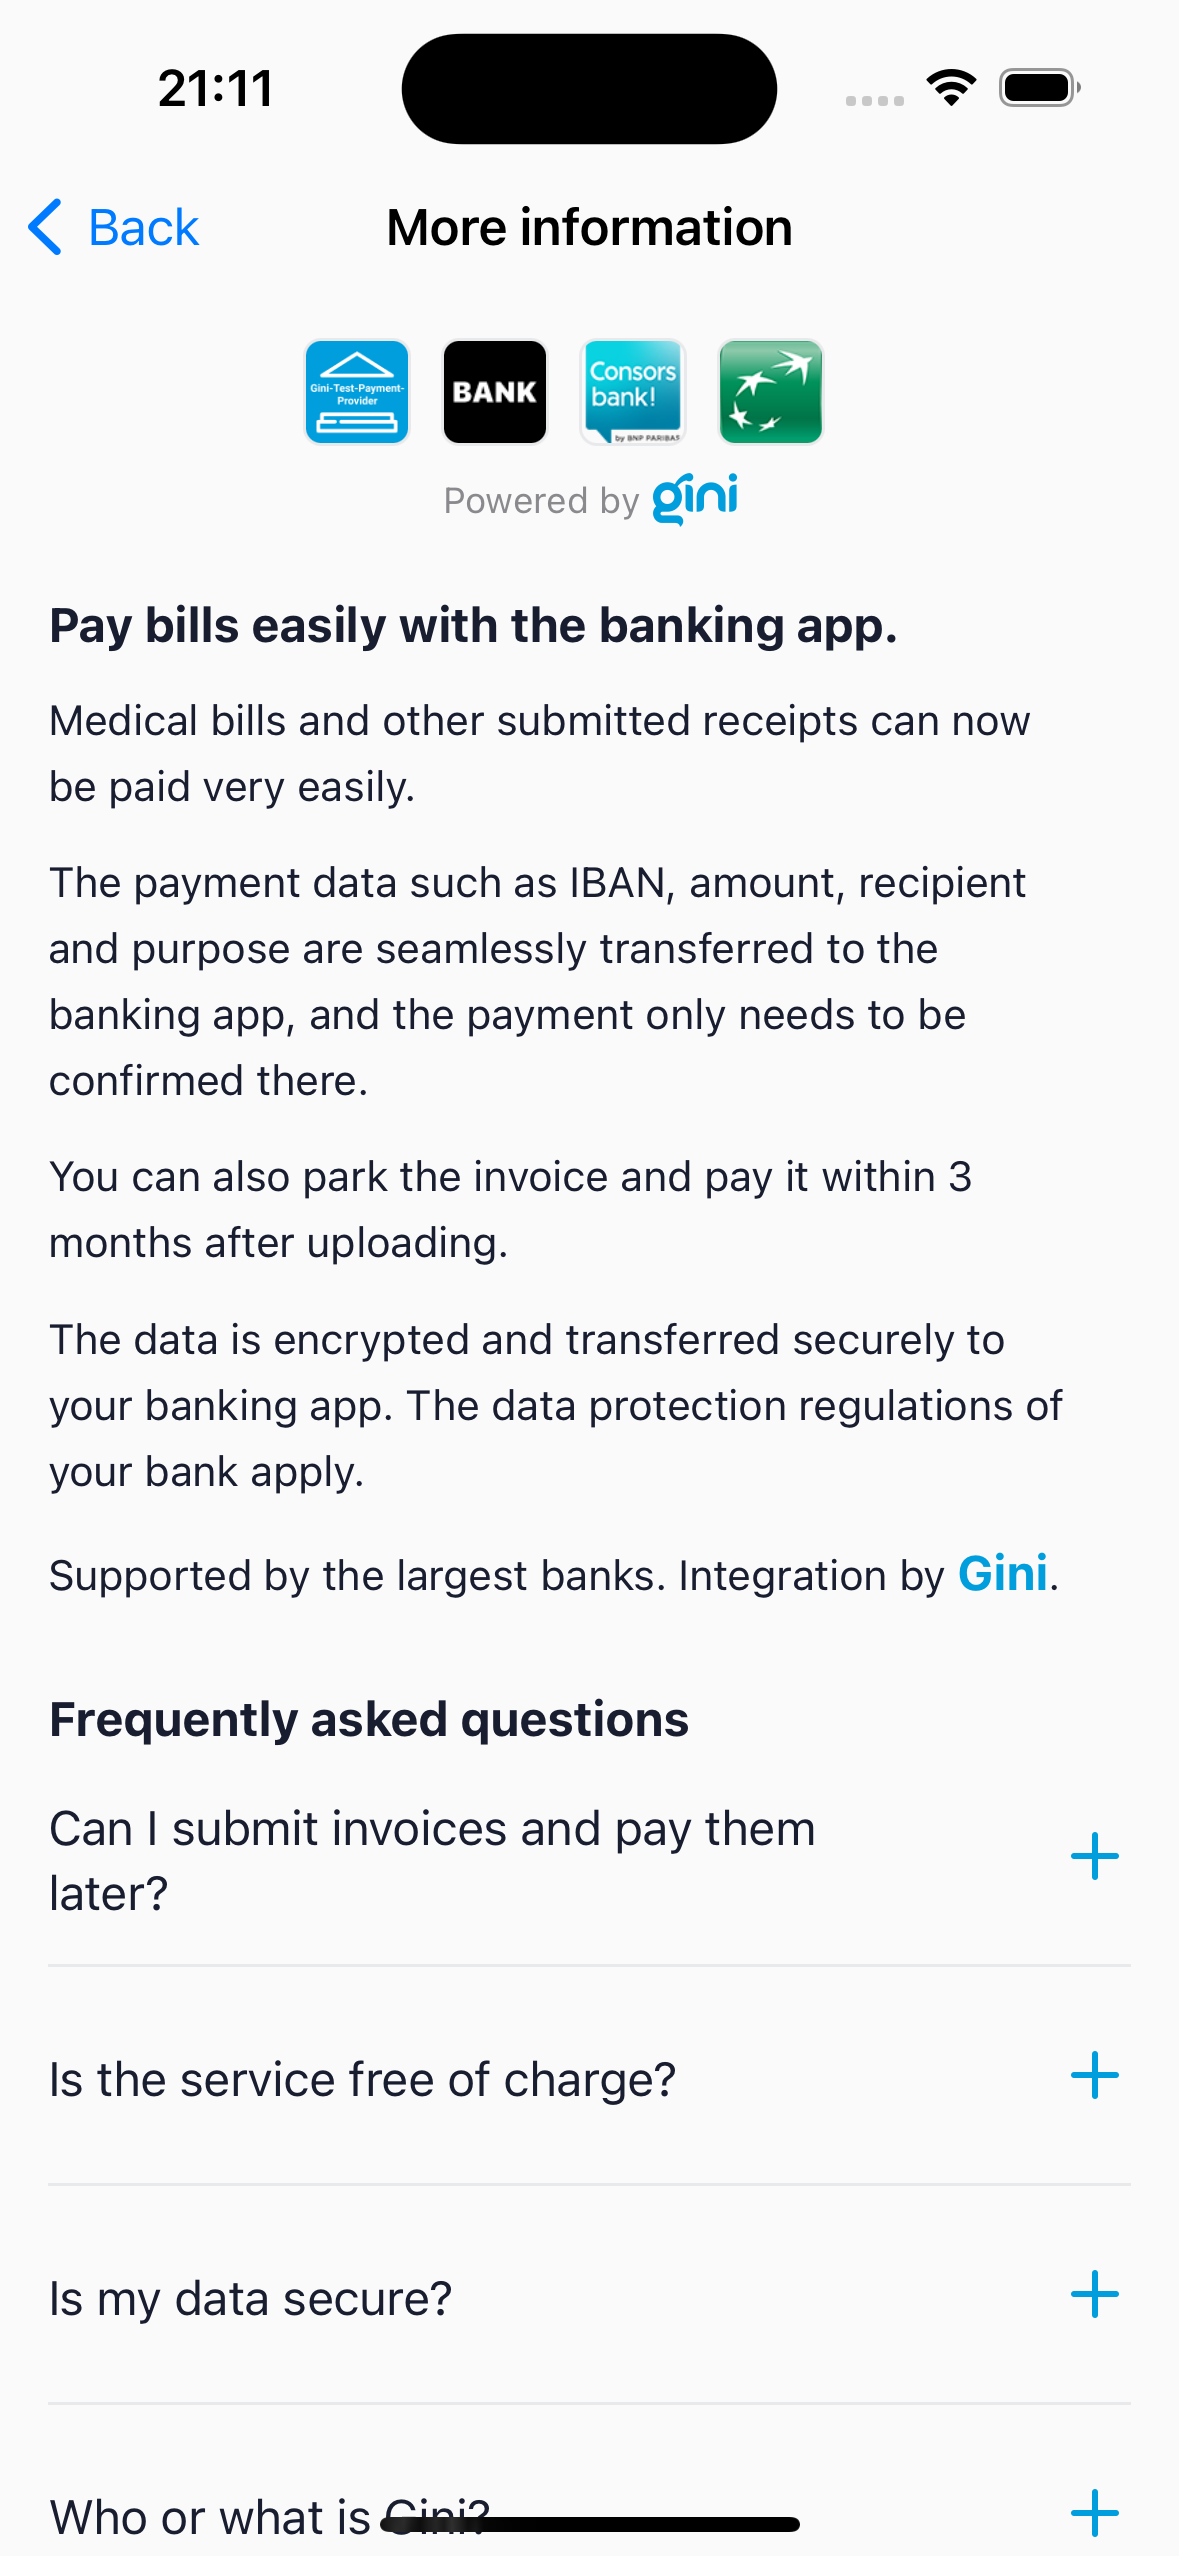 21:11
Back
More information
Gini-Test-Payment-
Provider
BANK
Consors
bank!
by BNP PARIBAS
Powered by gini
Pay bills easily with the banking app.
Medical bills and other submitted receipts can now
be paid very easily.
The payment data such as IBAN, amount, recipient
and purpose are seamlessly transferred to the
banking app, and the payment only needs to be
confirmed there.
You can also park the invoice and pay it within 3
months after uploading.
The data is encrypted and transferred securely to
your banking app. The data protection regulations of
your bank apply.
Supported by the largest banks. Integration by Gini.
Frequently asked questions
Can I submit invoices and pay them
later?
Is the service free of charge?
Is my data secure?
Who or what is Gini?